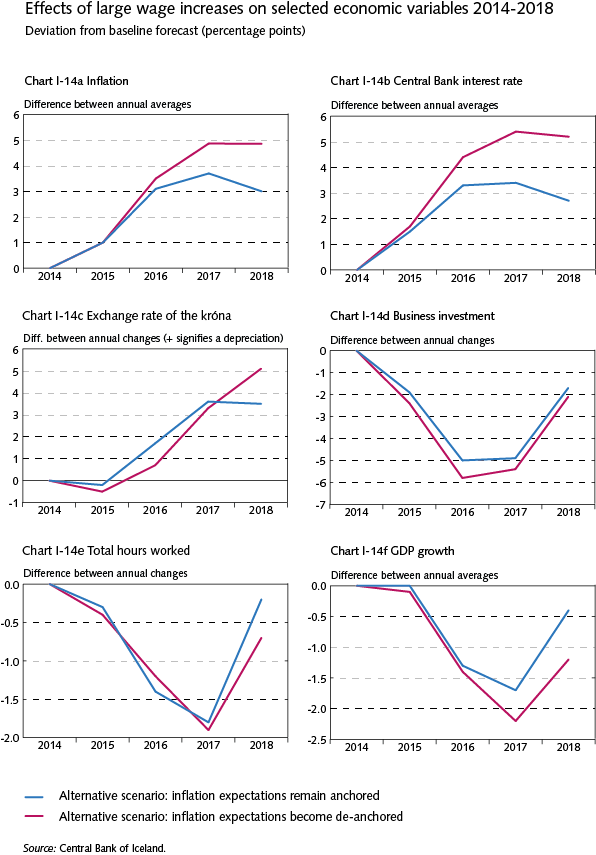 Effects of large wage increases on selected economic variables 2014-2018
Deviation from baseline forecast (percentage points)
Chart I-14a Inflation
Difference between annual averages
6
5
4
3
2
1
0
2014 2015 2016 2017 2018
Chart I-14b Central Bank interest rate
Difference between annual averages
6
5
4
3
2
1
0
2014 2015 2016 2017 2018
Chart I-14c Exchange rate of the króna
Diff. between annual changes (+ signifies a depreciation)
6
5
4
3
2
1
0
-1
2014 2015 2016 2017 2018
Chart I-14d Business investment
Difference between annual changes
0
-1
-2
-3
-4
-5
-6
-7
2014 2015 2016 2017 2018
Chart I-14e Total hours worked
Difference between annual changes
0.0
-0.5
-1.0
-1.5
-2.0
2014 2015 2016 2017 2018
Chart I-14f GDP growth
Difference between annual averages
0.0
-0.5
-1.0
-1.5
-2.0
-2.5
2014 2015 2016 2017 2018
Alternative scenario: inflation expectations remain anchored
Alternative scenario: inflation expectations become de-anchored
Source: Central Bank of Iceland.